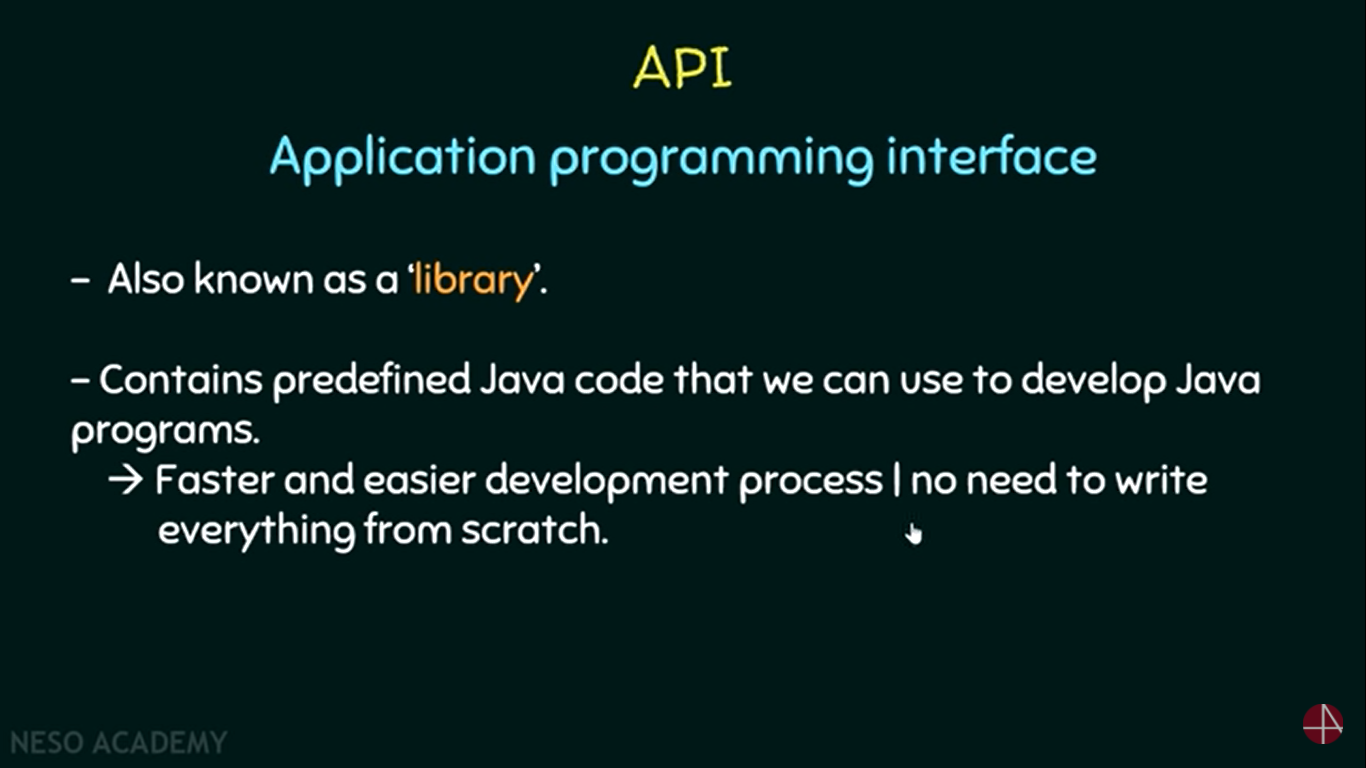 API
Application programming interface
– Also known as a ‘library’.
– Contains predefined Java code that we can use to develop Java
programs.
→ Faster and easier development process | no need to write
everything from scratch.
NESO ACADEMY